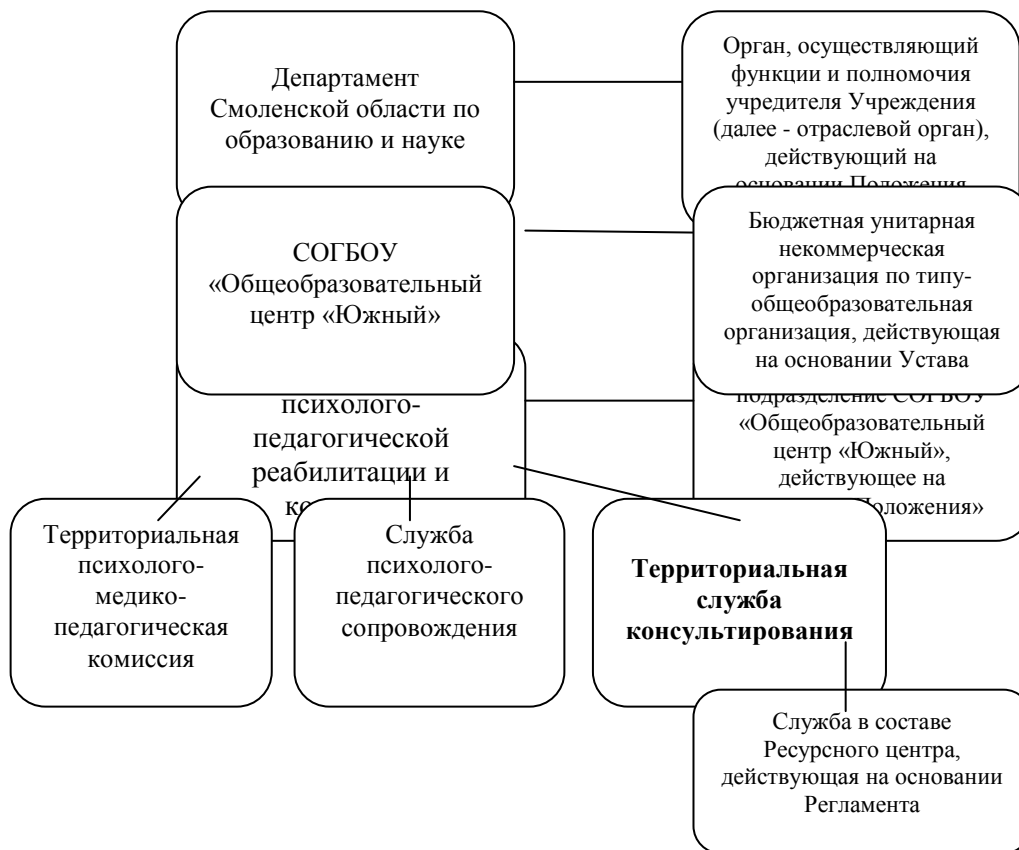 Департамент
Смоленской области по
образованию и науке
Орган, осуществляющий
функции и полномочия
учредителя Учреждения
(далее - отраслевой орган),
действующий на
основании Положения
СОГБОУ
«Общеобразовательный
центр «Южный»
Бюджетная унитарная
некоммерческая
организация по типу-
общеобразовательная
организация, действующая
на основании Устава
психолого-
педагогической
реабилитации и
подразделение СОГБОУ
«Общеобразовательный
центр «Южный»,
действующее на
Положения»
Территориальная
психолого-
медико-
педагогическая
комиссия
Служба
психолого-
педагогического
сопровождения
Территориальная
служба
консультирования
Служба в составе
Ресурсного центра,
действующая на основании
Регламента